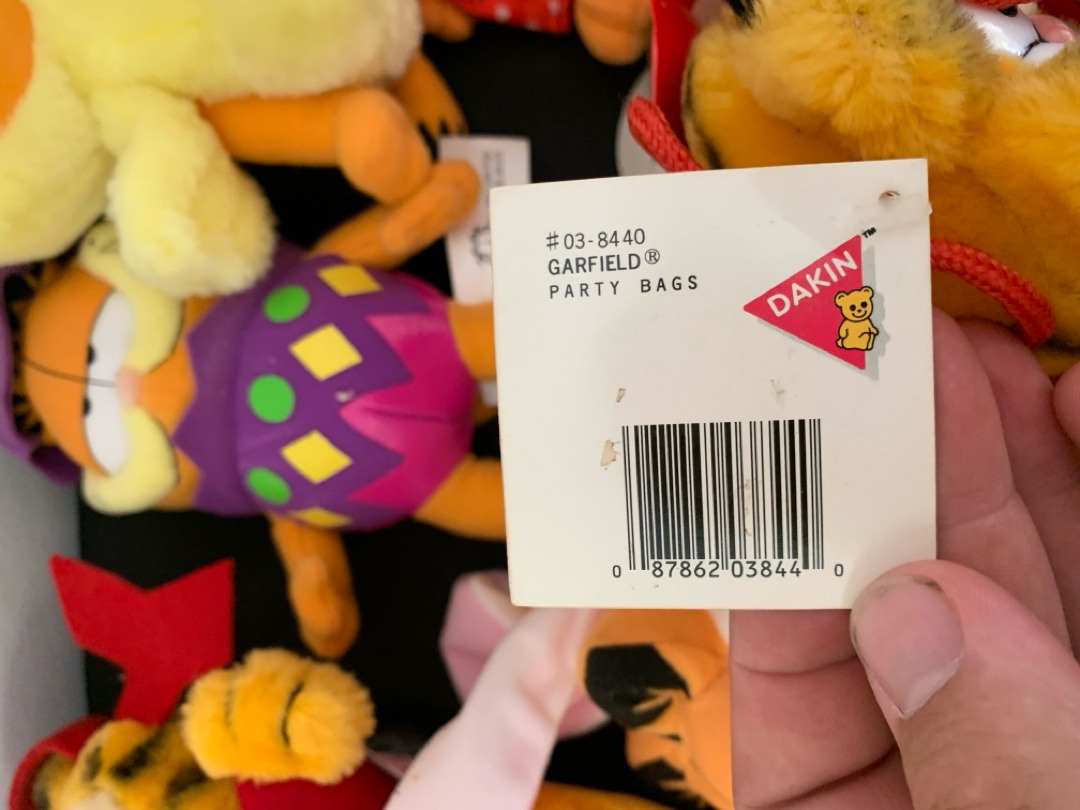 #03-8440
GARFIELD®
PARTY BAGS
DAKIN™
0 87862 03844 0